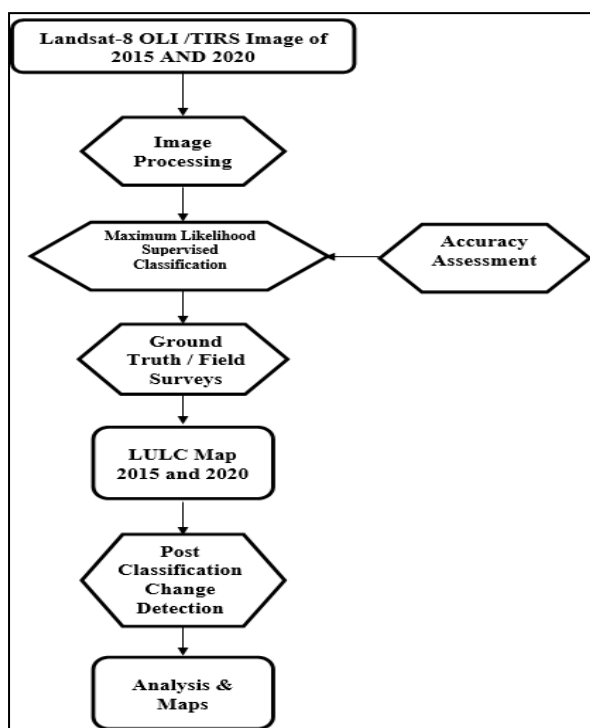 Landsat-8 OLI /TIRS Image of
2015 AND 2020
Image
Processing
Maximum Likelihood
Supervised
Classification
Accuracy
Assessment
Ground
Truth / Field
Surveys
LULC Map
2015 and 2020
Post
Classification
Change
Detection
Analysis &
Maps